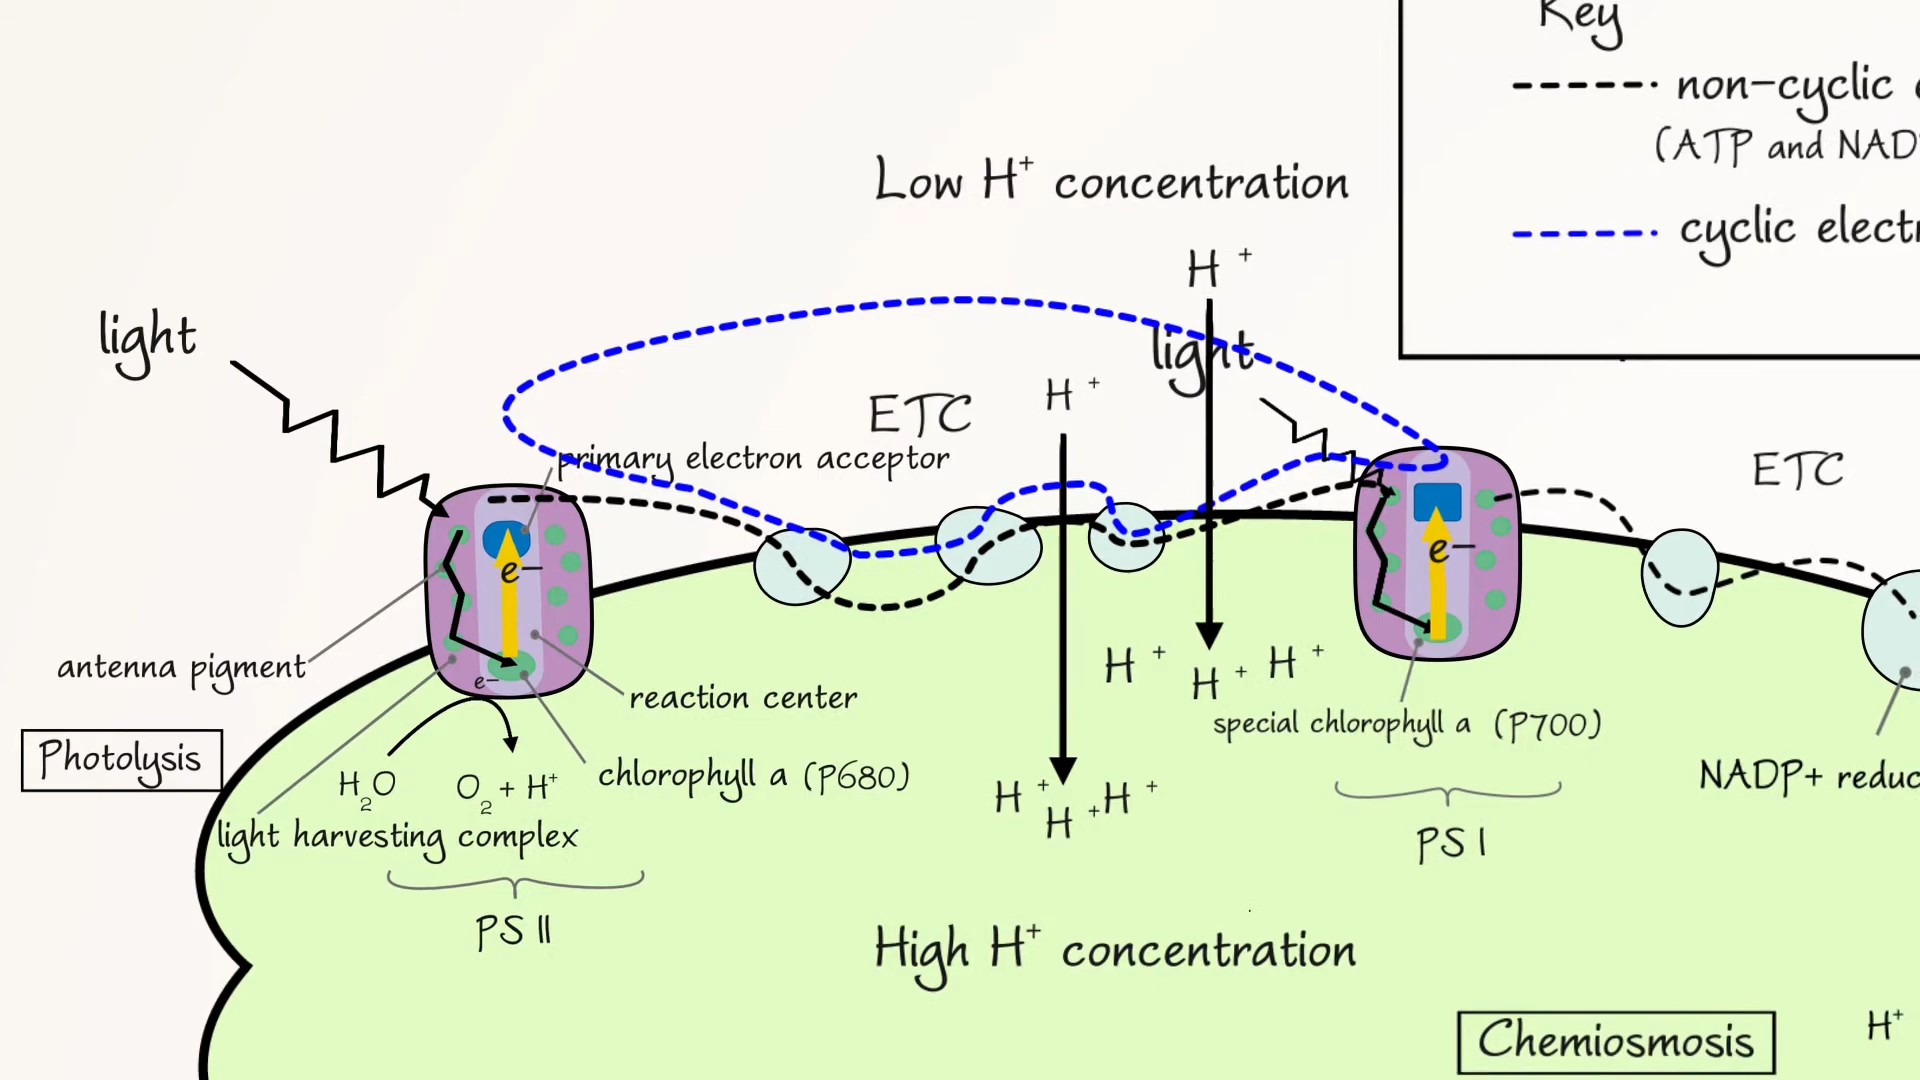 Key
non-cyclic
(ATP and NAD
cyclic electr
Low H⁺ concentration
H⁺
light
light
H⁺
ETC
primary electron acceptor
ETC
e−
e−
antenna pigment
e−
reaction center
H⁺ H⁺ H⁺
special chlorophyll a (P700)
Photolysis
H₂O O₂ + H⁺
chlorophyll a (P680)
NADP+ reduc
H⁺ H⁺ H⁺
light harvesting complex
PS I
PS II
High H⁺ concentration
Chemiosmosis
H⁺